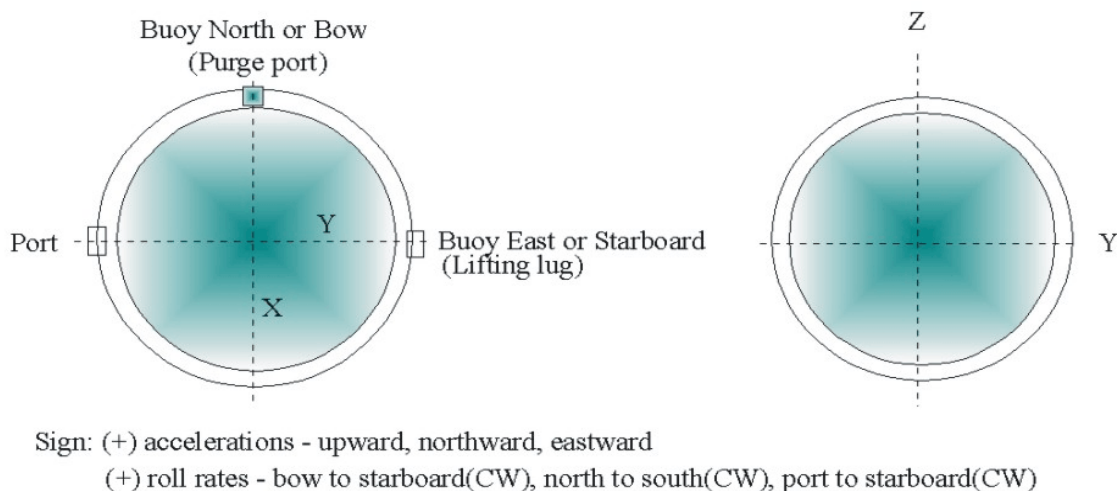 Buoy North or Bow
(Purge port)
Z
Port
Y
Buoy East or Starboard
(Lifting lug)
X
Y
Sign: (+) accelerations - upward, northward, eastward
(+) roll rates - bow to starboard(CW), north to south(CW), port to starboard(CW)